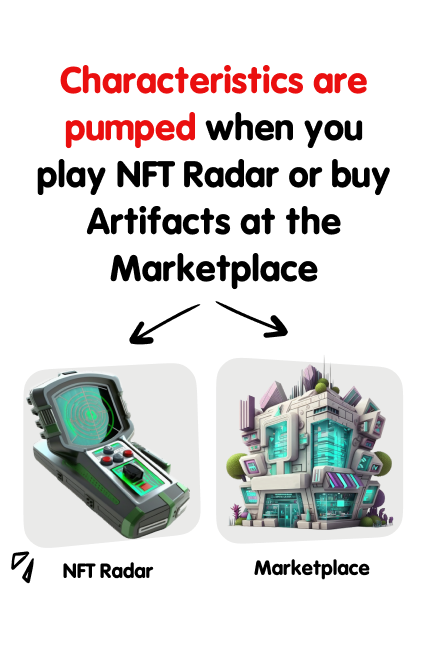 Characteristics are
pumped when you
play NFT Radar or buy
Artifacts at the
Marketplace
NFT Radar
Marketplace